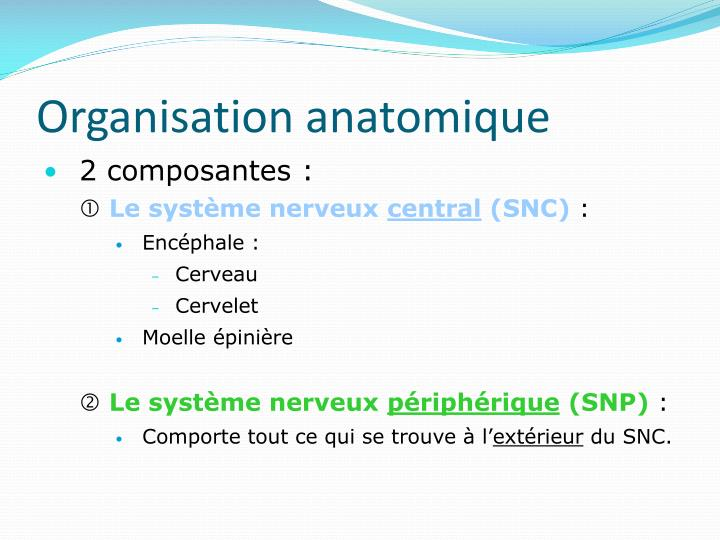 Organisation anatomique
• 2 composantes :
① Le système nerveux central (SNC) :
• Encéphale :
– Cerveau
– Cervelet
• Moelle épinière
② Le système nerveux périphérique (SNP) :
• Comporte tout ce qui se trouve à l’extérieur du SNC.